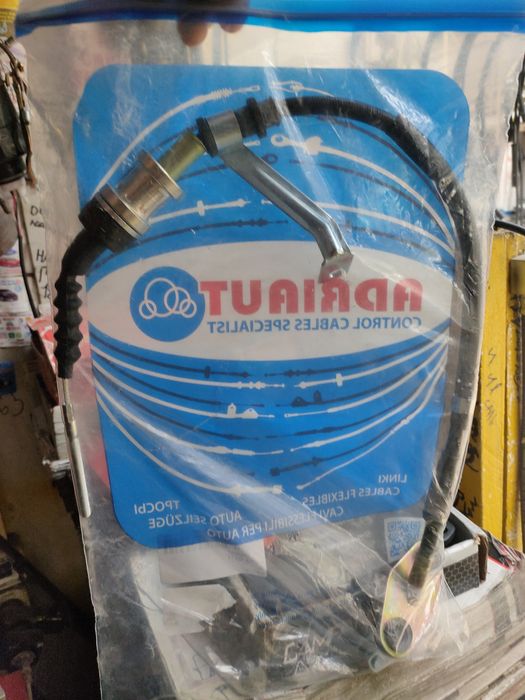 ADRIAUT
CONTROL CABLES SPECIALIST
LINKI
CABLES FLEXIBLES
CAVI FLESSIBILI PER AUTO
AUTO SEILZÜGE
ТРОСЫ